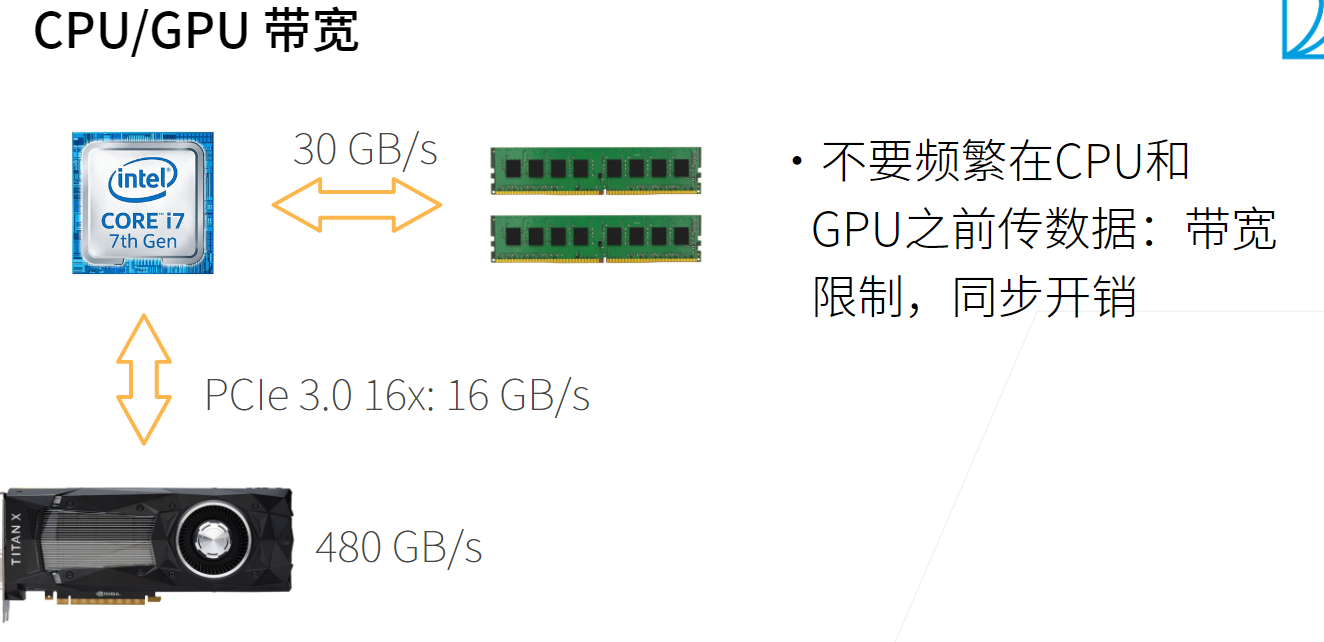 CPU/GPU 带宽
30 GB/s
intel
CORE™ i7
7th Gen
• 不要频繁在CPU和
GPU之前传数据：带宽
限制，同步开销
PCIe 3.0 16x: 16 GB/s
TITAN X
480 GB/s
NVIDIA